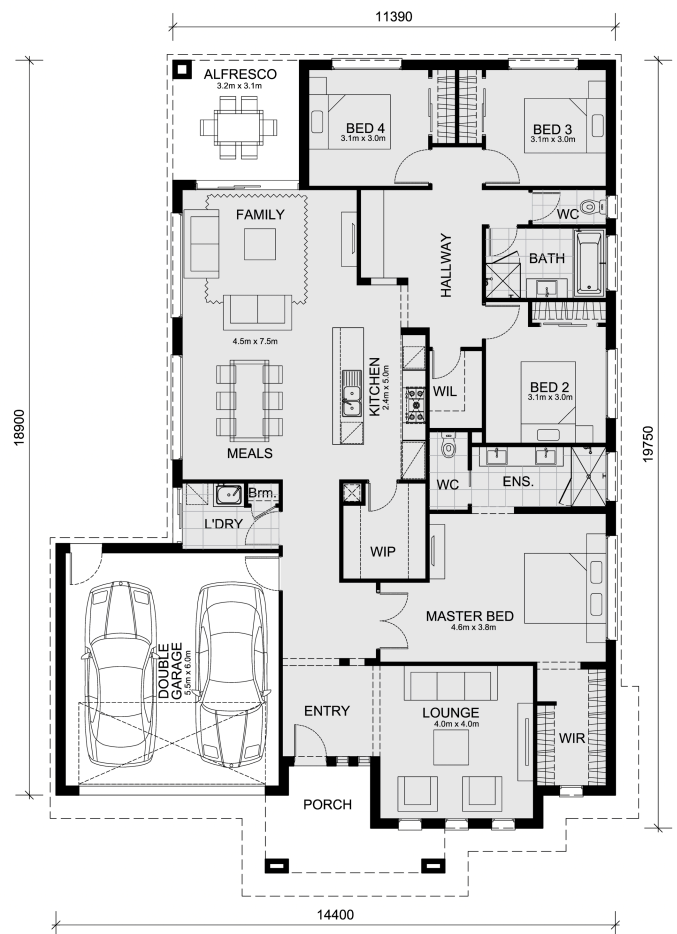 11390
ALFRESCO
3.2m x 3.1m
BED 4
3.1m x 3.0m
BED 3
3.1m x 3.0m
FAMILY
WC
HALLWAY
BATH
4.5m x 7.5m
KITCHEN
2.4m x 5.0m
WIL
BED 2
3.1m x 3.0m
18900
19750
MEALS
WC
ENS.
Brm.
L'DRY
WIP
MASTER BED
4.6m x 3.8m
DOUBLE
GARAGE
5.5m x 6.0m
ENTRY
LOUNGE
4.0m x 4.0m
WIR
PORCH
14400